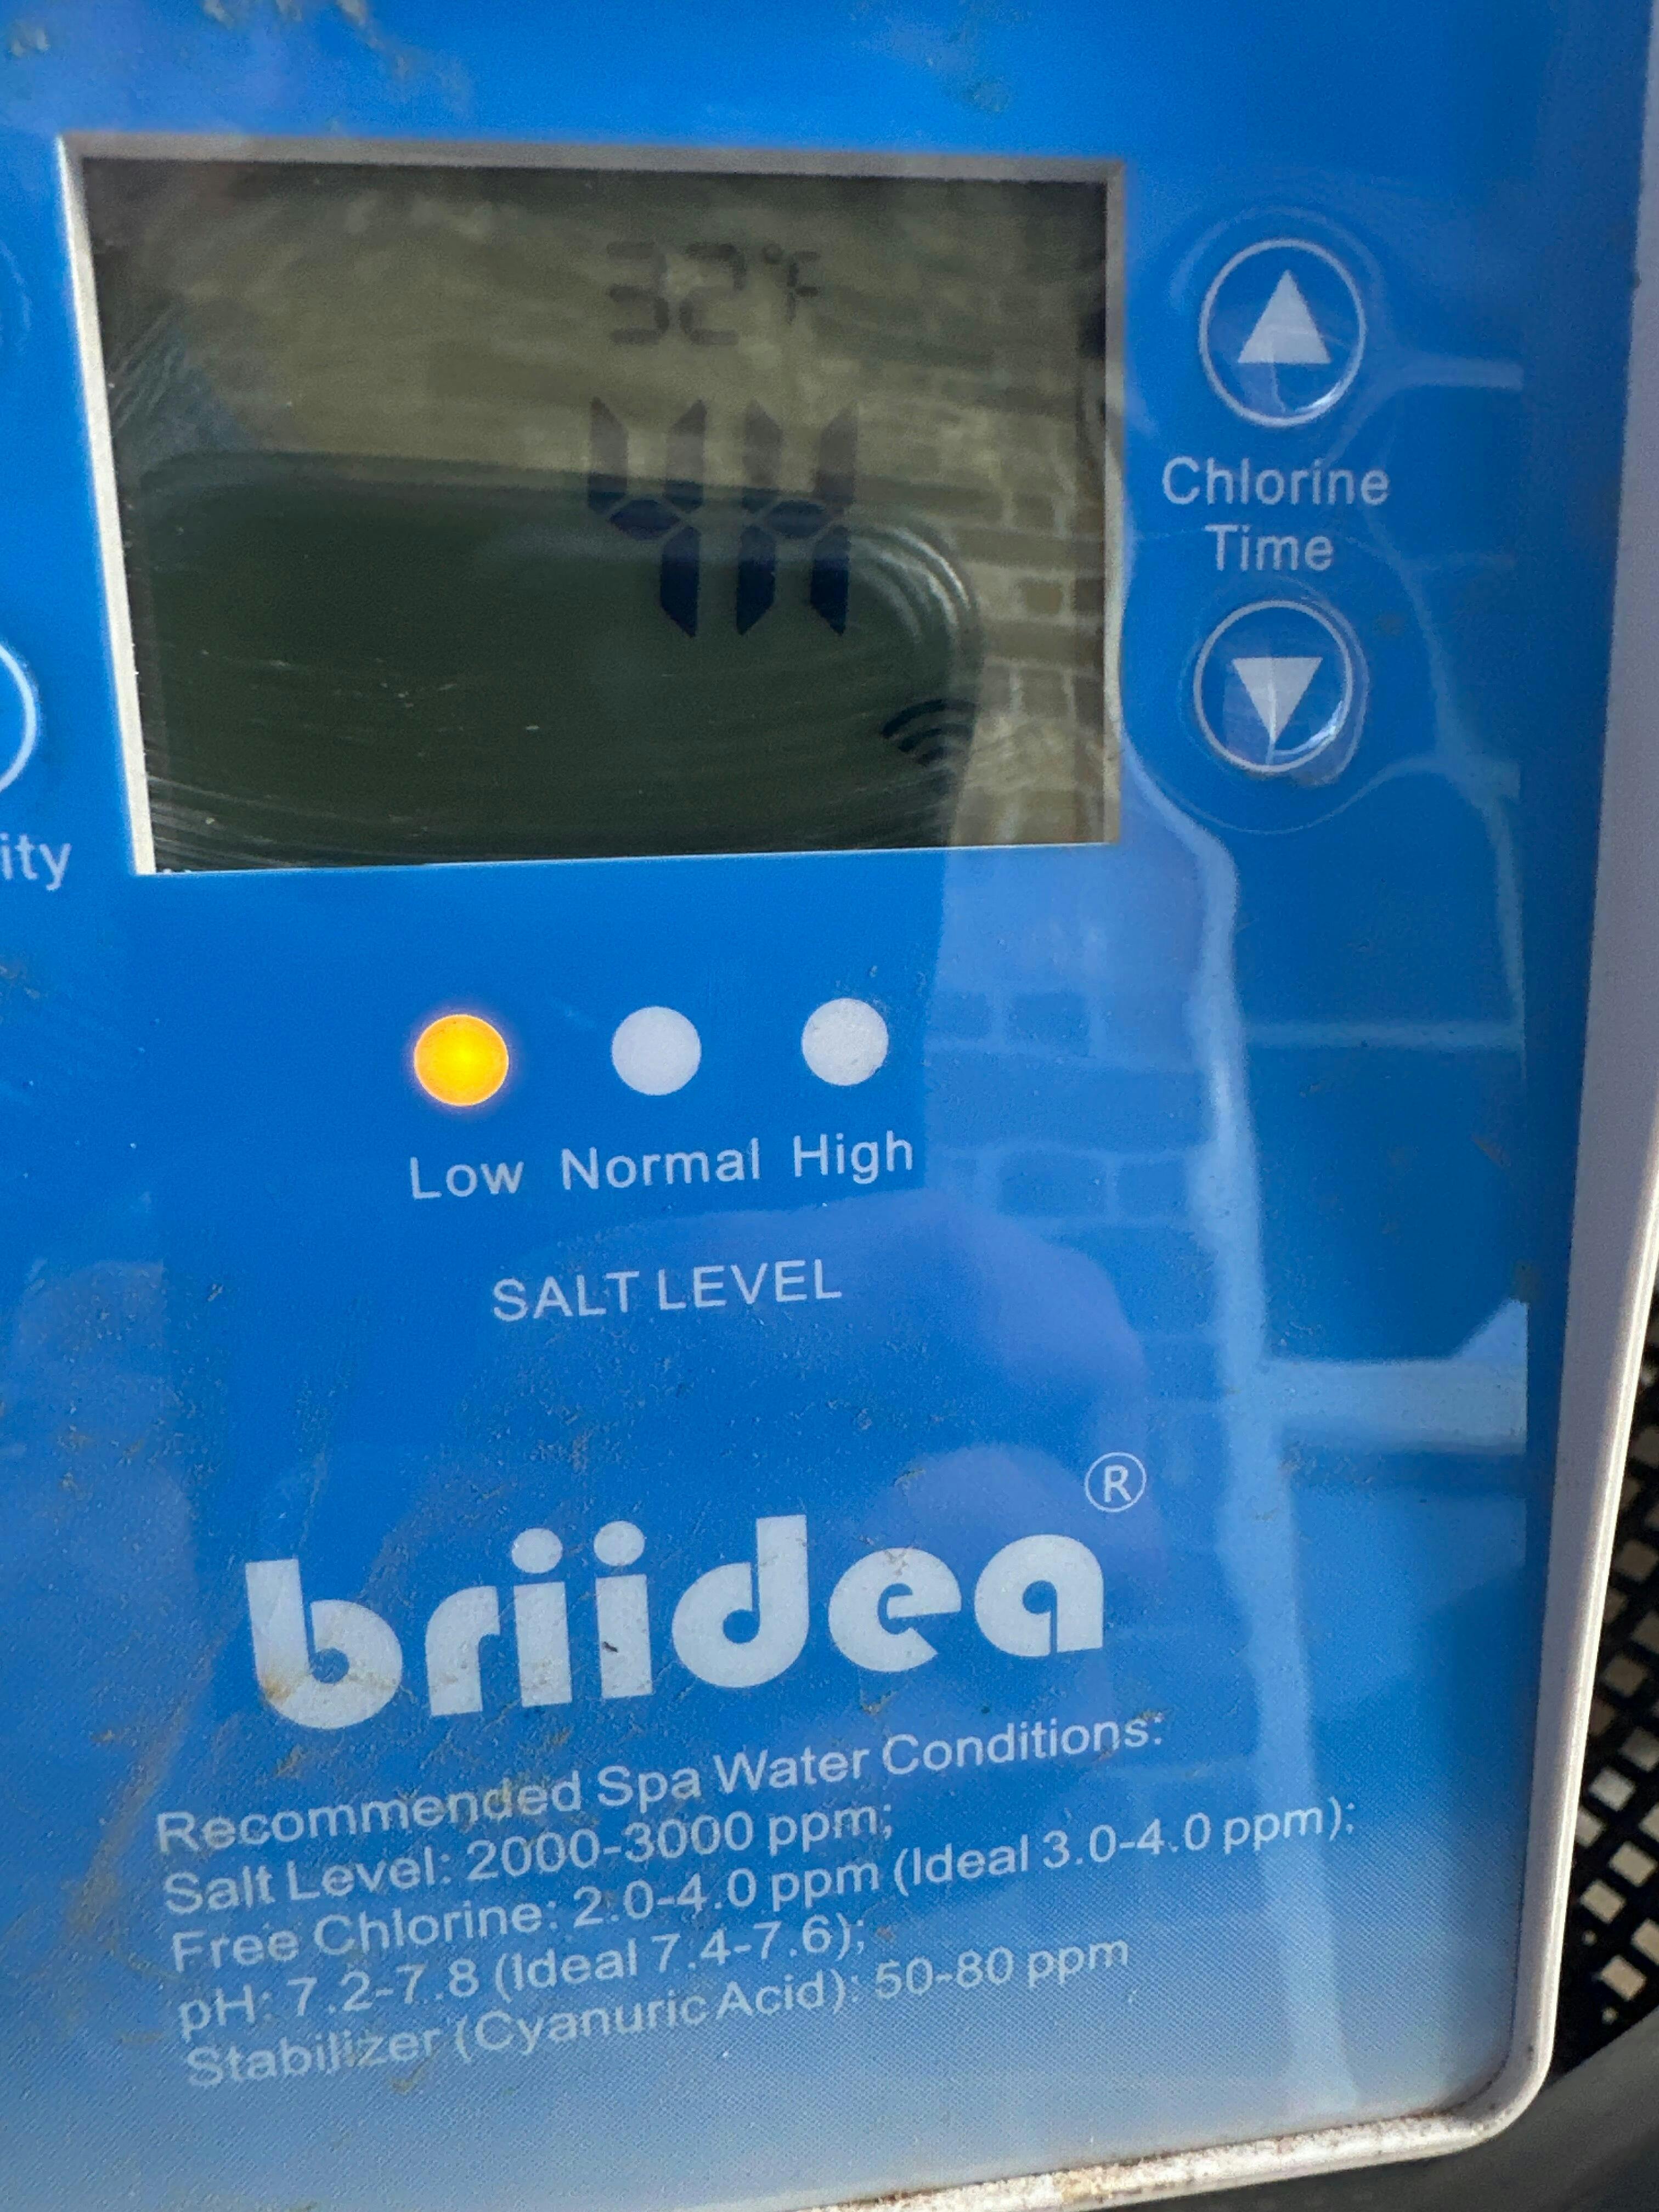 32°F
4H
Chlorine
Time
ity
Low Normal High
SALT LEVEL
briidea®
Recommended Spa Water Conditions:
Salt Level: 2000-3000 ppm;
Free Chlorine: 2.0-4.0 ppm (Ideal 3.0-4.0 ppm);
pH: 7.2-7.8 (Ideal 7.4-7.6);
Stabilizer (Cyanuric Acid): 50-80 ppm